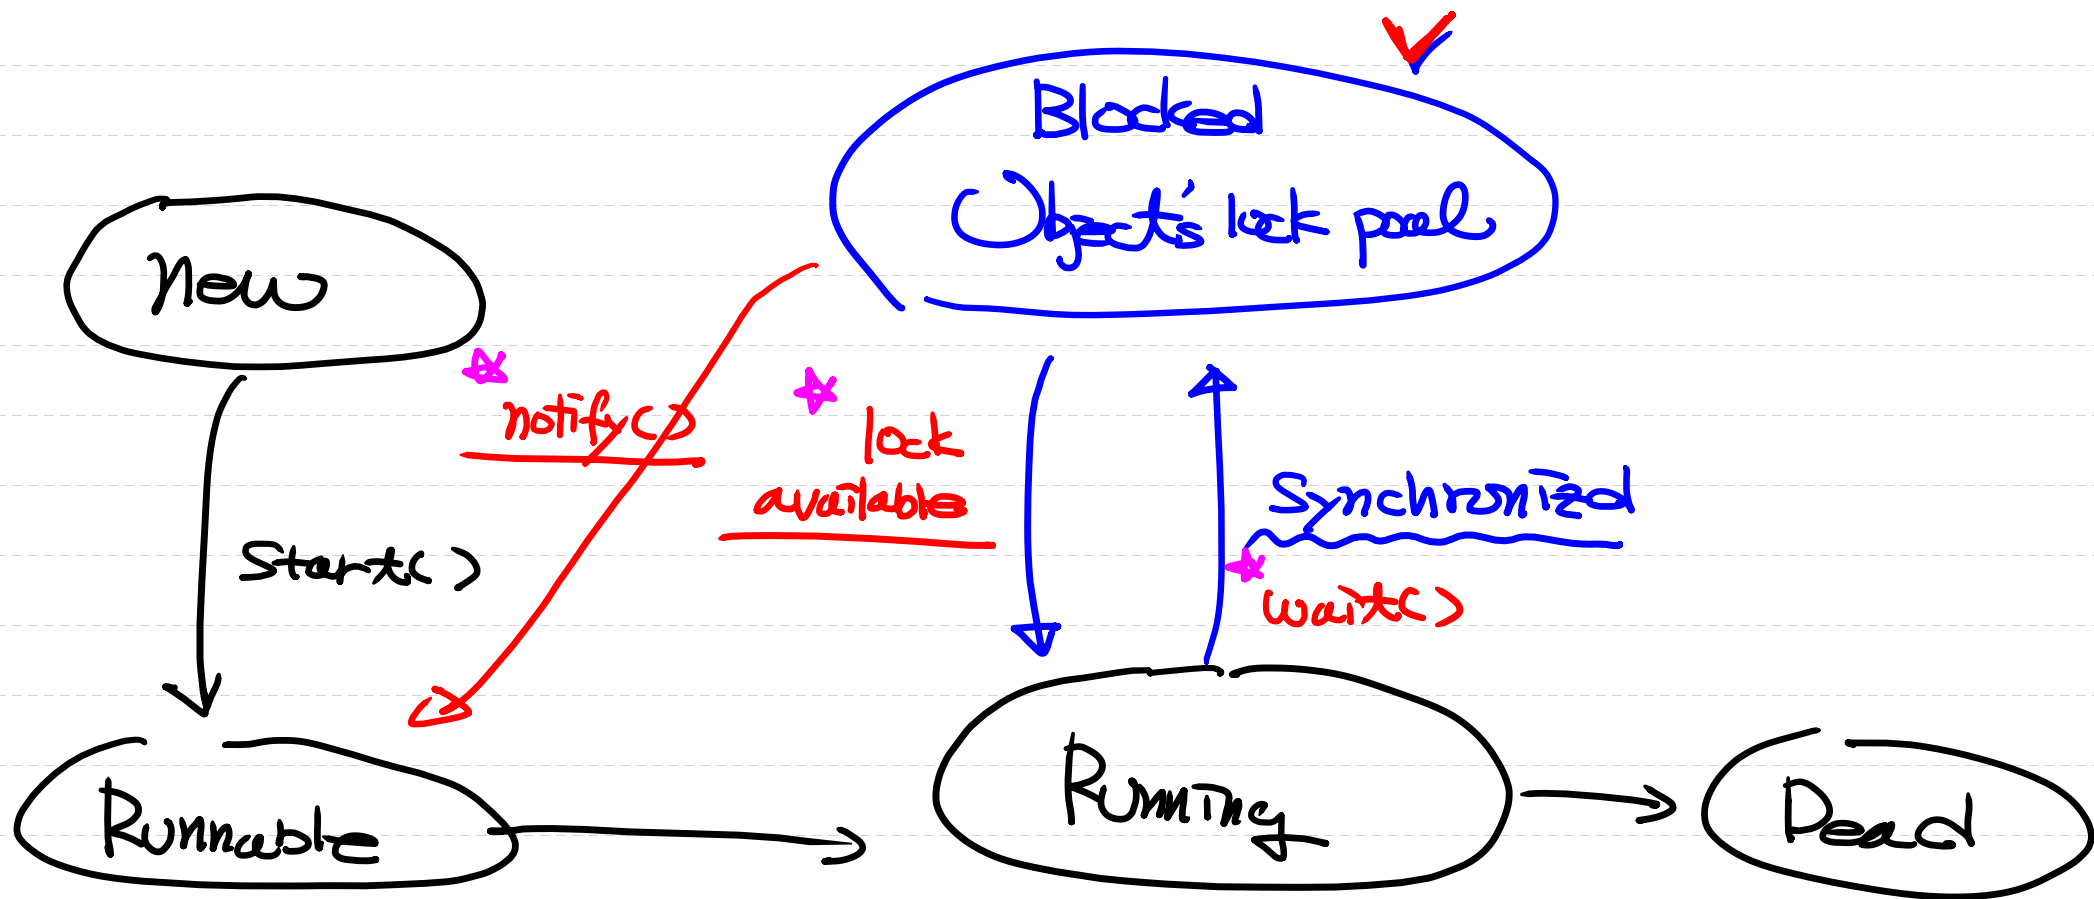 Blocked
Object's lock pool
New
notify()
lock
available
Synchronized
Start()
wait()
Runnable
Running
Dead